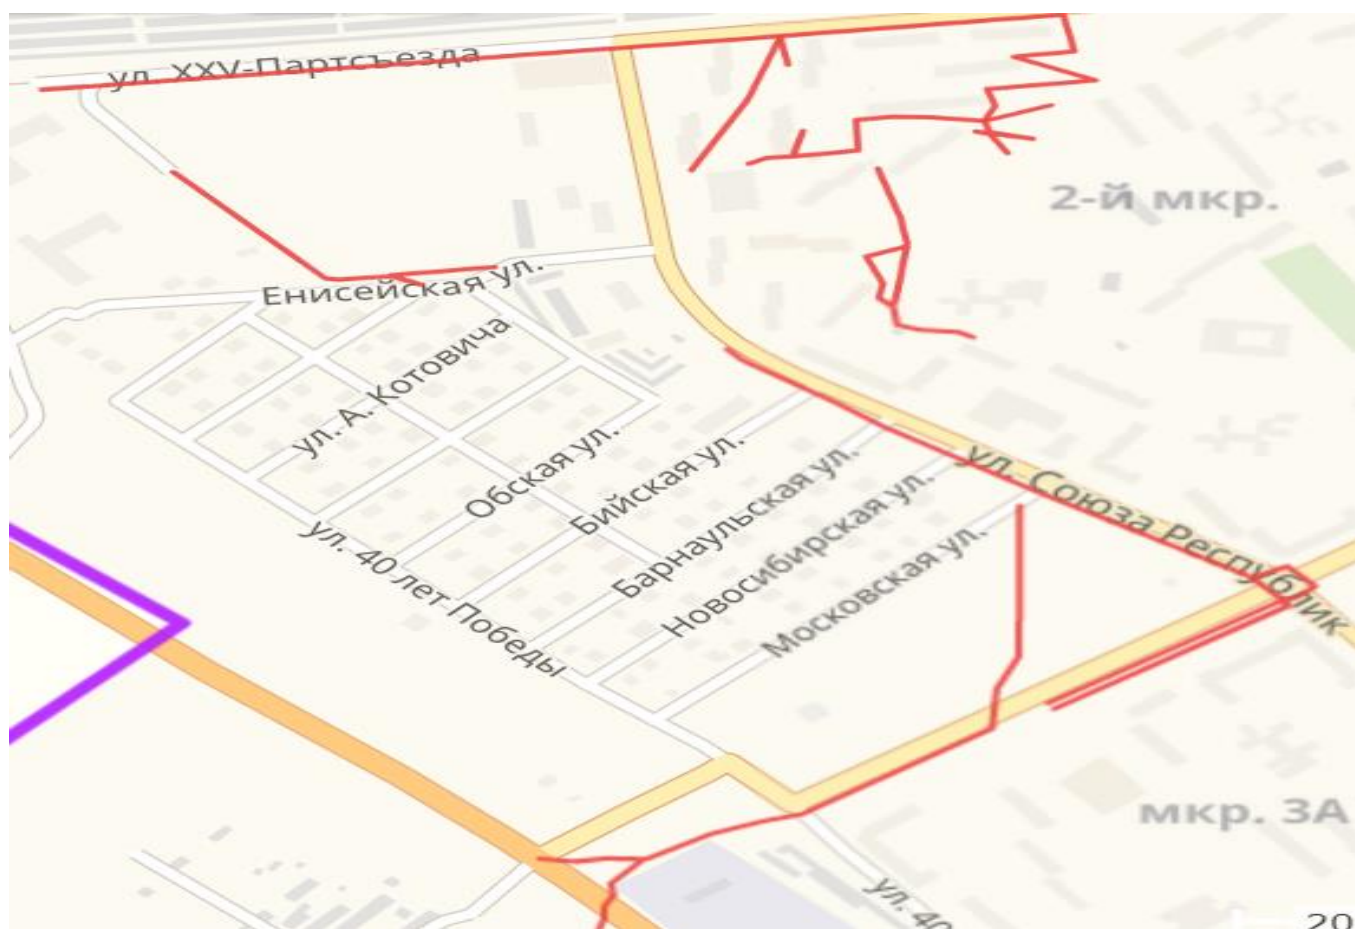 ул. XXV-Партсъезда
2-й мкр.
Енисейская ул.
ул. А. Котовича
Обская ул.
Бийская ул.
Барнаульская ул.
Новосибирская ул.
Московская ул.
ул. Союза Республик
ул. 40 лет Победы
мкр. 3А
ул. 40
20